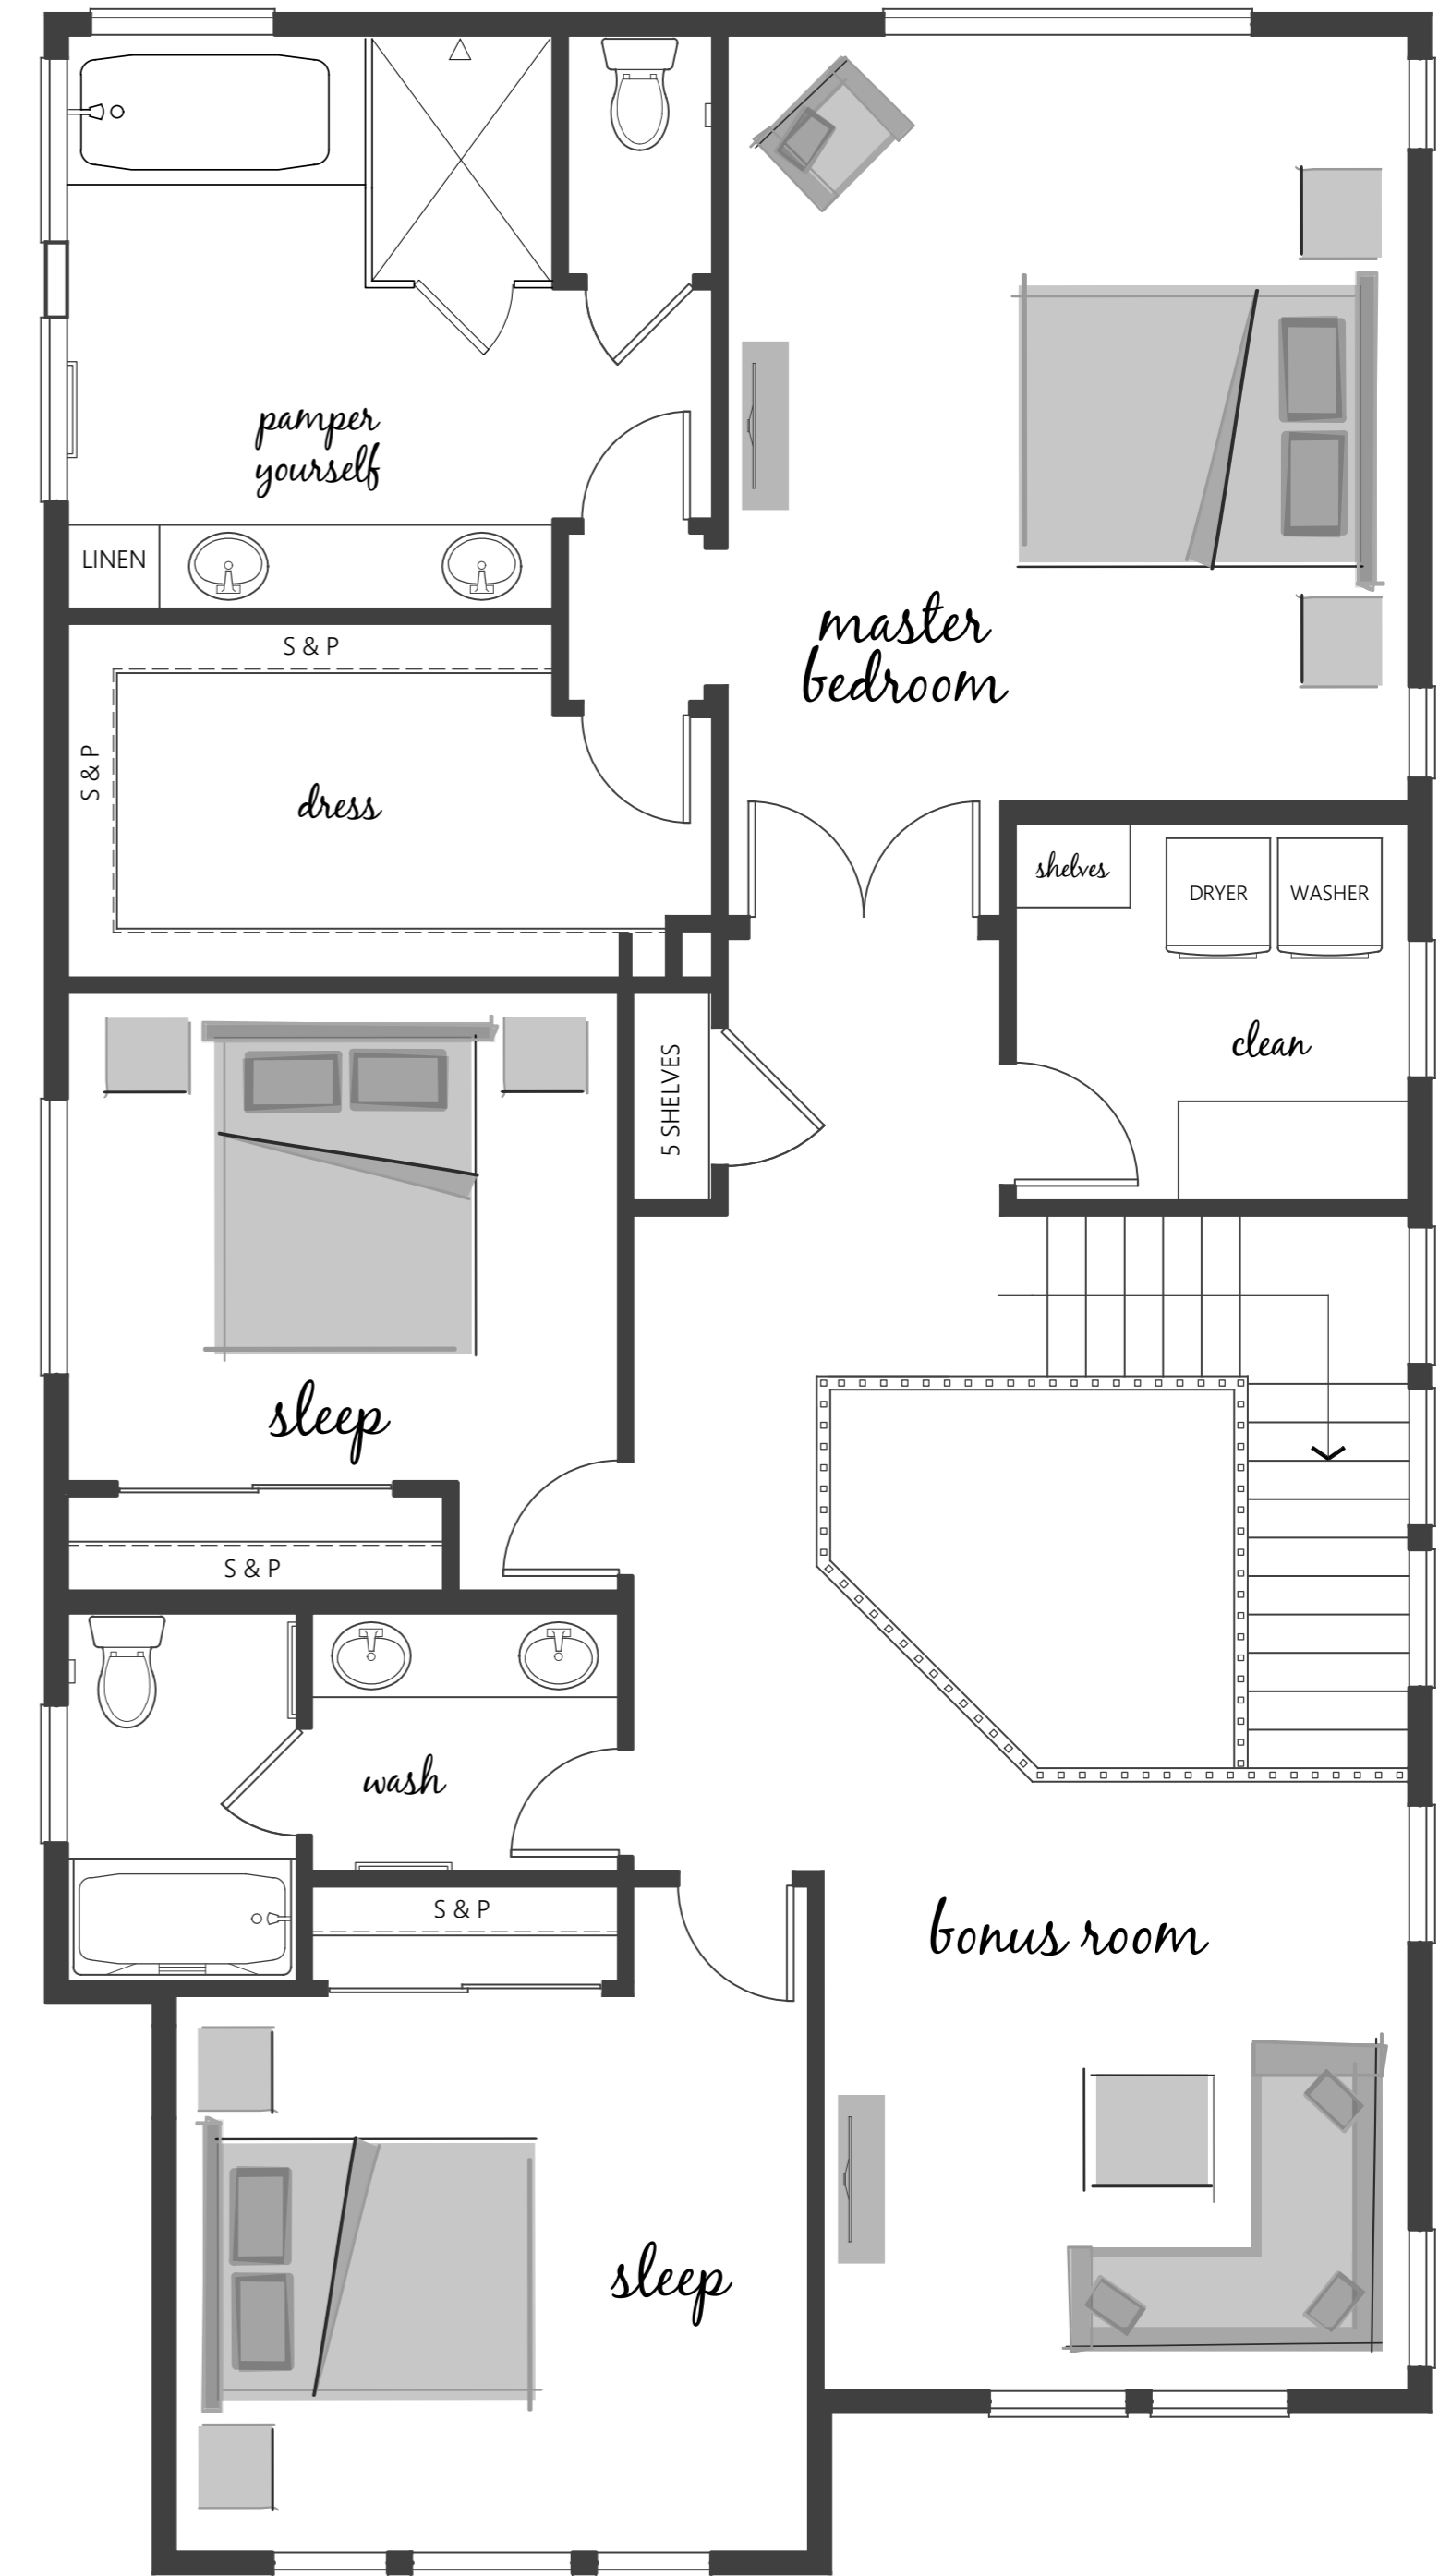 pamper
yourself
LINEN
S & P
S & P
dress
master
bedroom
shelves
DRYER
WASHER
clean
5 SHELVES
sleep
S & P
wash
S & P
bonus room
sleep